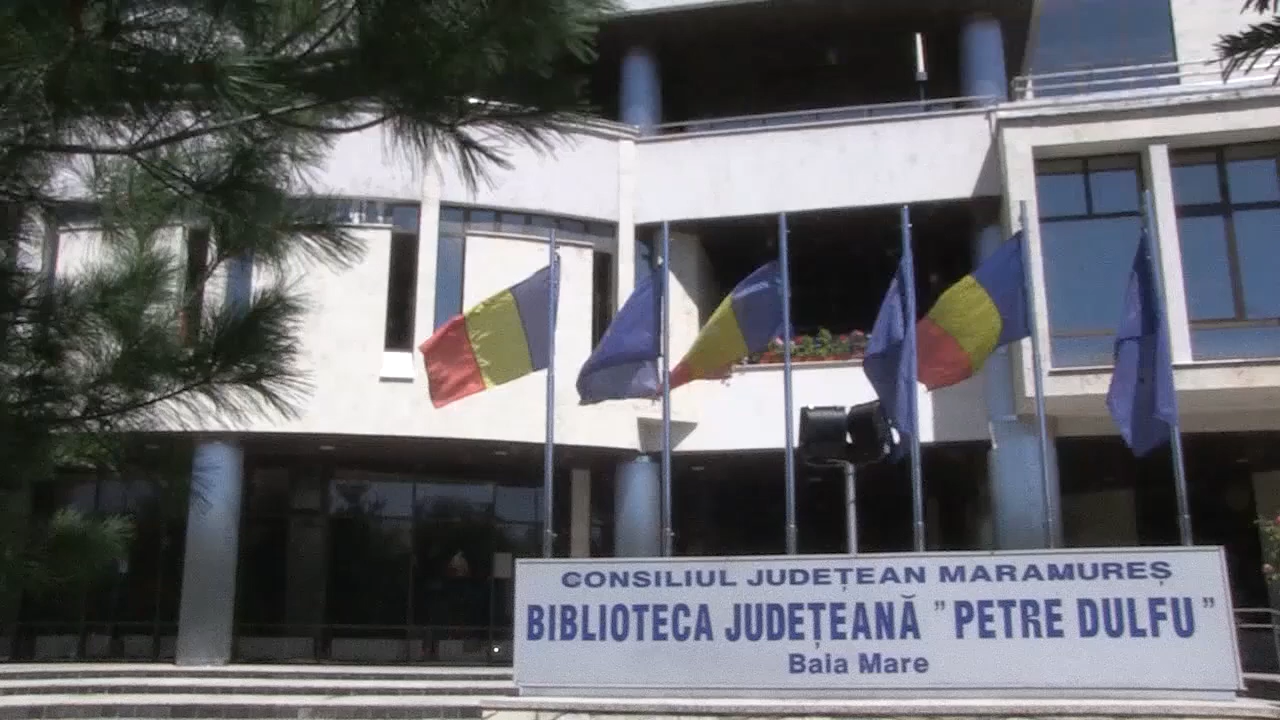 CONSILIUL JUDEȚEAN MARAMUREȘ
BIBLIOTECA JUDEȚEANĂ ”PETRE DULFU”
Baia Mare